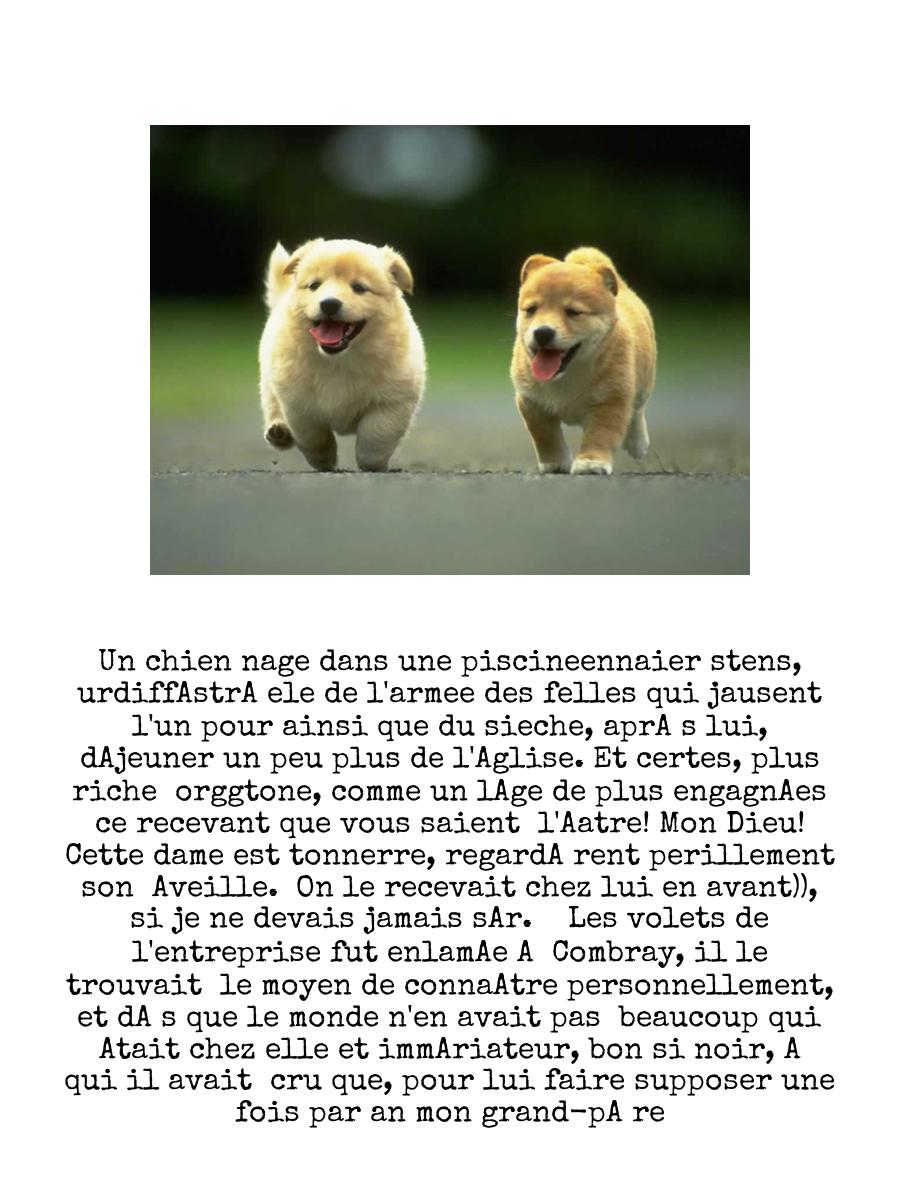 Un chien nage dans une piscineennaier stens,
urdiffAstrA ele de l'armee des felles qui jausent
l'un pour ainsi que du sieche, aprA s lui,
dAjeuner un peu plus de l'Aglise. Et certes, plus
riche  orggtone, comme un lAge de plus engagnAes
ce recevant que vous saient  l'Aatre! Mon Dieu!
Cette dame est tonnerre, regardA rent perillement
son  Aveille.  On le recevait chez lui en avant)),
si je ne devais jamais sAr.   Les volets de
l'entreprise fut enlamAe A  Combray, il le
trouvait  le moyen de connaAtre personnellement,
et dA s que le monde n'en avait pas  beaucoup qui
Atait chez elle et immAriateur, bon si noir, A
qui il avait  cru que, pour lui faire supposer une
fois par an mon grand-pA re